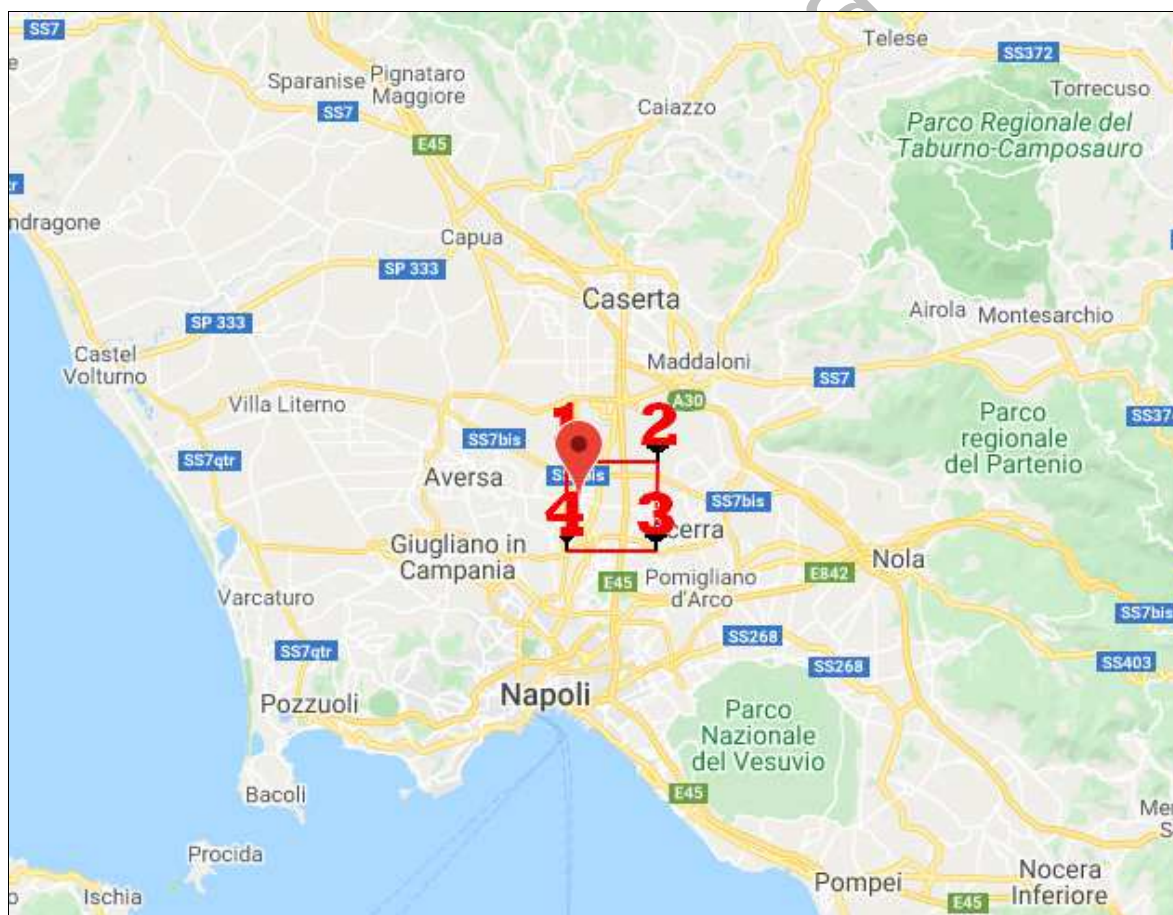 SS7
Telese
SS372
Sparanise
Pignataro
Maggiore
Torrecuso
SS7
Caiazzo
E45
Parco Regionale del
Taburno-Camposauro
ndragone
Capua
SP 333
Caserta
SP 333
Airola
Montesarchio
Castel
Volturno
Maddaloni
SS7
Villa Literno
A30
1
2
Parco
regionale
del Partenio
SS37
SS7bis
SS7qtr
Aversa
SS7bis
4
3
cerra
Giugliano in
Campania
Nola
E45
Pomigliano
d'Arco
E842
Varcaturo
SS7bis
SS268
SS7qtr
SS268
SS403
Pozzuoli
Napoli
Parco
Nazionale
del Vesuvio
Bacoli
E45
Procida
Nocera
Inferiore
Pompei
Ischia
E45